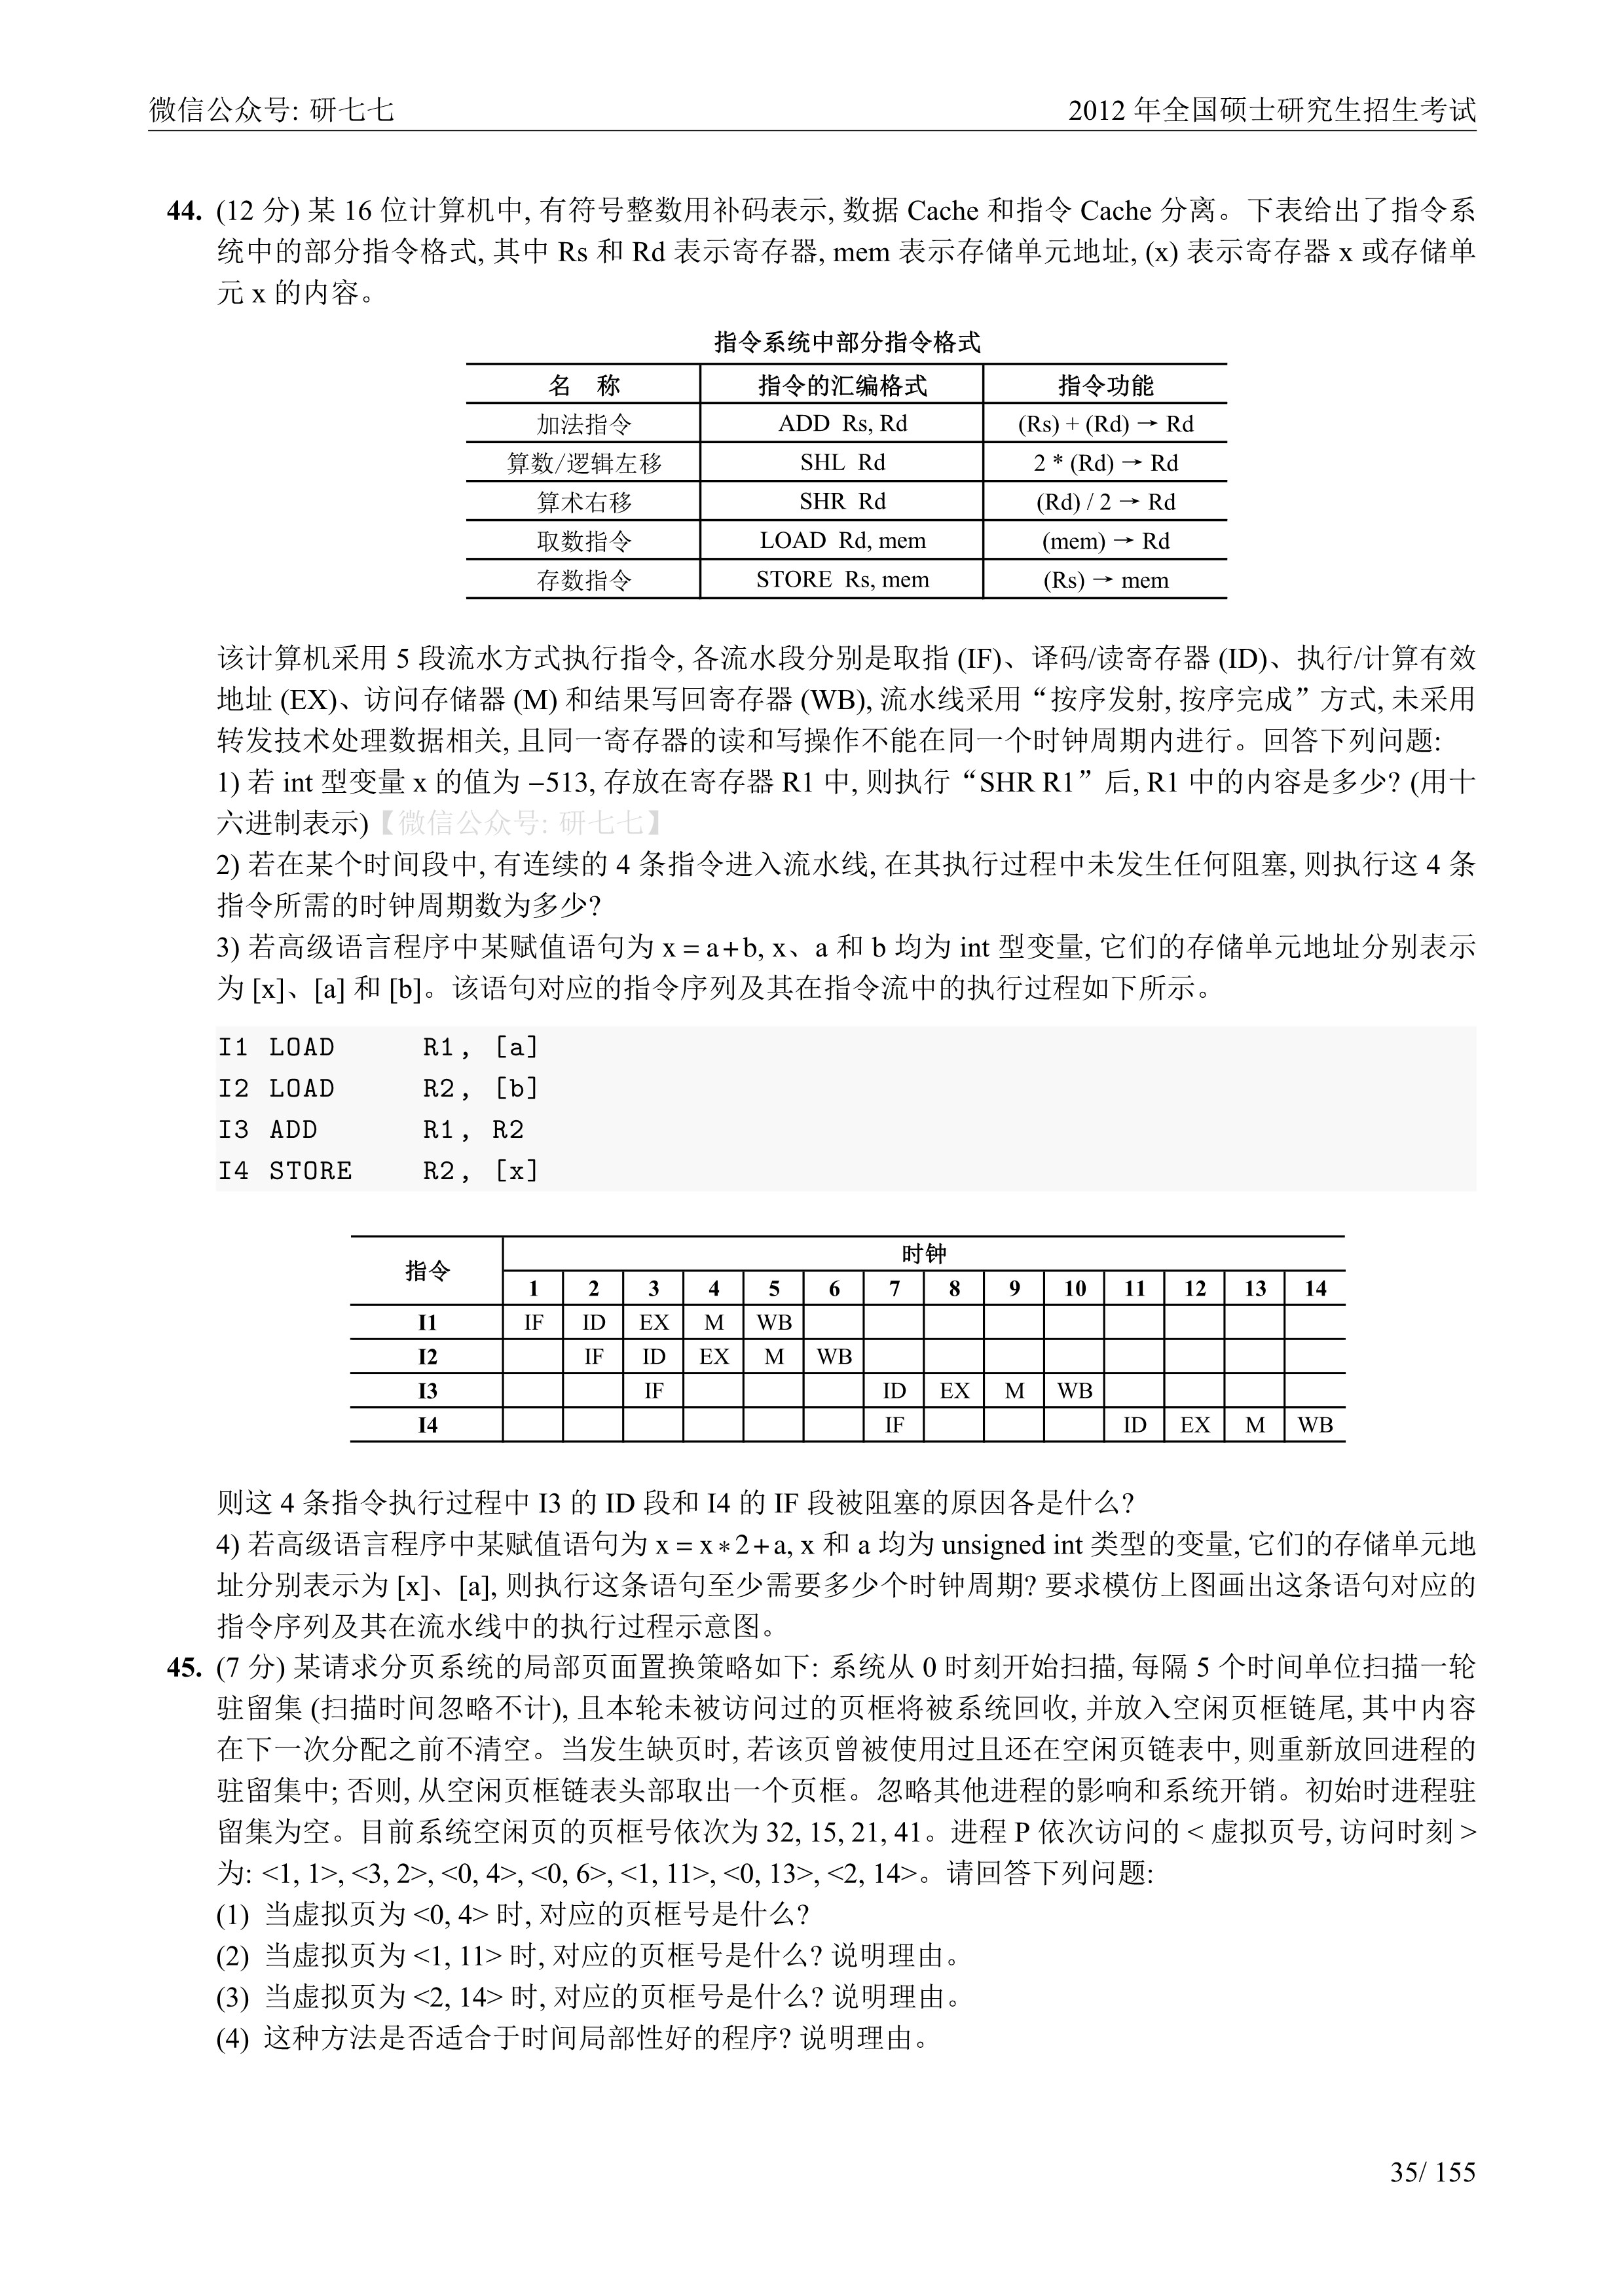 微信公众号: 研七七 2012 年全国硕士研究生招生考试
44. (12 分) 某 16 位计算机中, 有符号整数用补码表示, 数据 Cache 和指令 Cache 分离。下表给出了指令系
统中的部分指令格式, 其中 Rs 和 Rd 表示寄存器, mem 表示存储单元地址, (x) 表示寄存器 x 或存储单
元 x 的内容。
指令系统中部分指令格式
名 称 指令的汇编格式 指令功能
加法指令 ADD Rs, Rd (Rs) + (Rd) → Rd
算数/逻辑左移 SHL Rd 2 * (Rd) → Rd
算术右移 SHR Rd (Rd) / 2 → Rd
取数指令 LOAD Rd, mem (mem) → Rd
存数指令 STORE Rs, mem (Rs) → mem
该计算机采用 5 段流水方式执行指令, 各流水段分别是取指 (IF)、译码/读寄存器 (ID)、执行/计算有效
地址 (EX)、访问存储器 (M) 和结果写回寄存器 (WB), 流水线采用“按序发射, 按序完成”方式, 未采用
转发技术处理数据相关, 且同一寄存器的读和写操作不能在同一个时钟周期内进行。回答下列问题:
1) 若 int 型变量 x 的值为 –513, 存放在寄存器 R1 中, 则执行“SHR R1”后, R1 中的内容是多少? (用十
六进制表示)【微信公众号: 研七七】
2) 若在某个时间段中, 有连续的 4 条指令进入流水线, 在其执行过程中未发生任何阻塞, 则执行这 4 条
指令所需的时钟周期数为多少?
3) 若高级语言程序中某赋值语句为 x = a+b, x、a 和 b 均为 int 型变量, 它们的存储单元地址分别表示
为 [x]、[a] 和 [b]。该语句对应的指令序列及其在指令流中的执行过程如下所示。
I1 LOAD R1, [a]
I2 LOAD R2, [b]
I3 ADD R1, R2
I4 STORE R2, [x]
指令 时钟
1 2 3 4 5 6 7 8 9 10 11 12 13 14
I1 IF ID EX M WB
I2 IF ID EX M WB
I3 IF ID EX M WB
I4 IF ID EX M WB
则这 4 条指令执行过程中 I3 的 ID 段和 I4 的 IF 段被阻塞的原因各是什么?
4) 若高级语言程序中某赋值语句为 x = x∗2+a, x 和 a 均为 unsigned int 类型的变量, 它们的存储单元地
址分别表示为 [x]、[a], 则执行这条语句至少需要多少个时钟周期? 要求模仿上图画出这条语句对应的
指令序列及其在流水线中的执行过程示意图。
45. (7 分) 某请求分页系统的局部页面置换策略如下: 系统从 0 时刻开始扫描, 每隔 5 个时间单位扫描一轮
驻留集 (扫描时间忽略不计), 且本轮未被访问过的页框将被系统回收, 并放入空闲页框链尾, 其中内容
在下一次分配之前不清空。当发生缺页时, 若该页曾被使用过且还在空闲页链表中, 则重新放回进程的
驻留集中; 否则, 从空闲页框链表头部取出一个页框。忽略其他进程的影响和系统开销。初始时进程驻
留集为空。目前系统空闲页的页框号依次为 32, 15, 21, 41。进程 P 依次访问的 < 虚拟页号, 访问时刻 >
为: <1, 1>, <3, 2>, <0, 4>, <0, 6>, <1, 11>, <0, 13>, <2, 14>。请回答下列问题:
(1) 当虚拟页为 <0, 4> 时, 对应的页框号是什么?
(2) 当虚拟页为 <1, 11> 时, 对应的页框号是什么? 说明理由。
(3) 当虚拟页为 <2, 14> 时, 对应的页框号是什么? 说明理由。
(4) 这种方法是否适合于时间局部性好的程序? 说明理由。
35/ 155